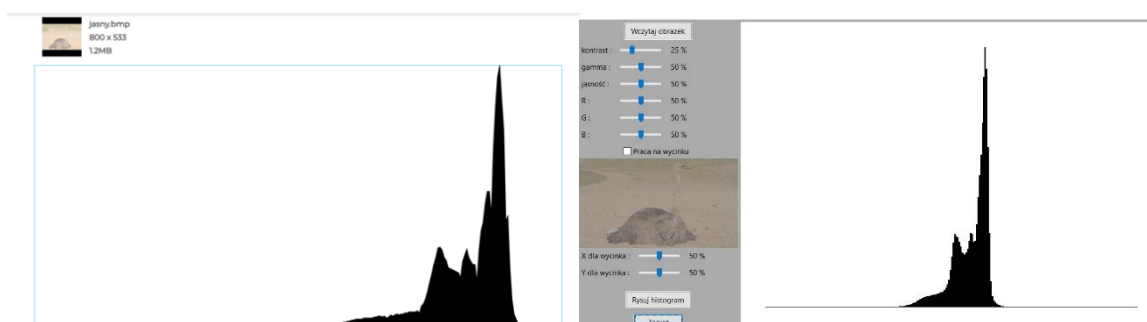 jasny.bmp
800 x 533
1.2MB
Wczytaj obrazek
kontrast : 25 %
gamma : 50 %
jasność : 50 %
R : 50 %
G : 50 %
B : 50 %
Praca na wycinku
X dla wycinka : 50 %
Y dla wycinka : 50 %
Rysuj histogram
Zapisz